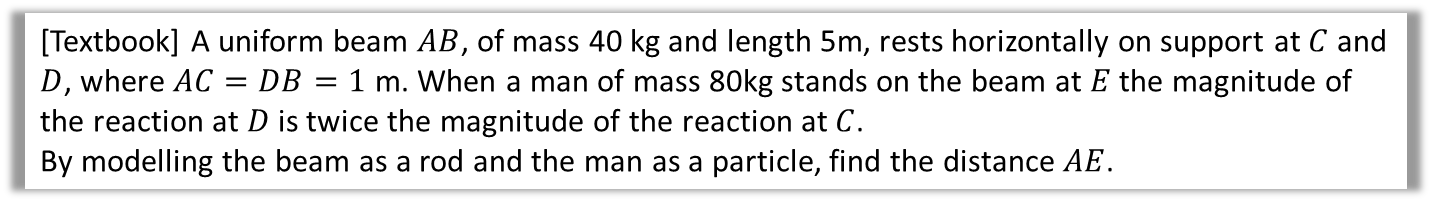 [Textbook] A uniform beam AB, of mass 40 kg and length 5m, rests horizontally on support at C and
D, where AC = DB = 1 m. When a man of mass 80kg stands on the beam at E the magnitude of
the reaction at D is twice the magnitude of the reaction at C.
By modelling the beam as a rod and the man as a particle, find the distance AE.